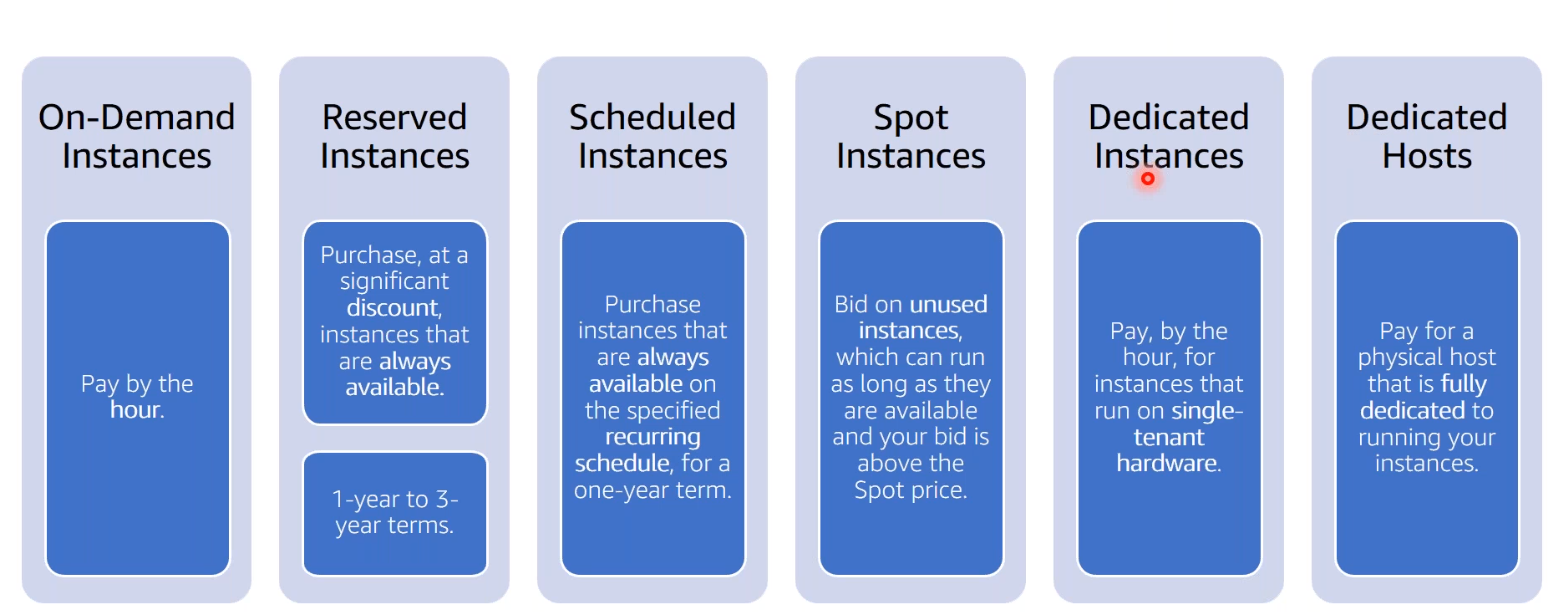 On-Demand
Instances
Pay by the
hour.
Reserved
Instances
Purchase, at a
significant
discount,
instances that
are always
available.
1-year to 3-
year terms.
Scheduled
Instances
Purchase
instances that
are always
available on
the specified
recurring
schedule, for a
one-year term.
Spot
Instances
Bid on unused
instances,
which can run
as long as they
are available
and your bid is
above the
Spot price.
Dedicated
Instances
Pay, by the
hour, for
instances that
run on single-
tenant
hardware.
Dedicated
Hosts
Pay for a
physical host
that is fully
dedicated to
running your
instances.